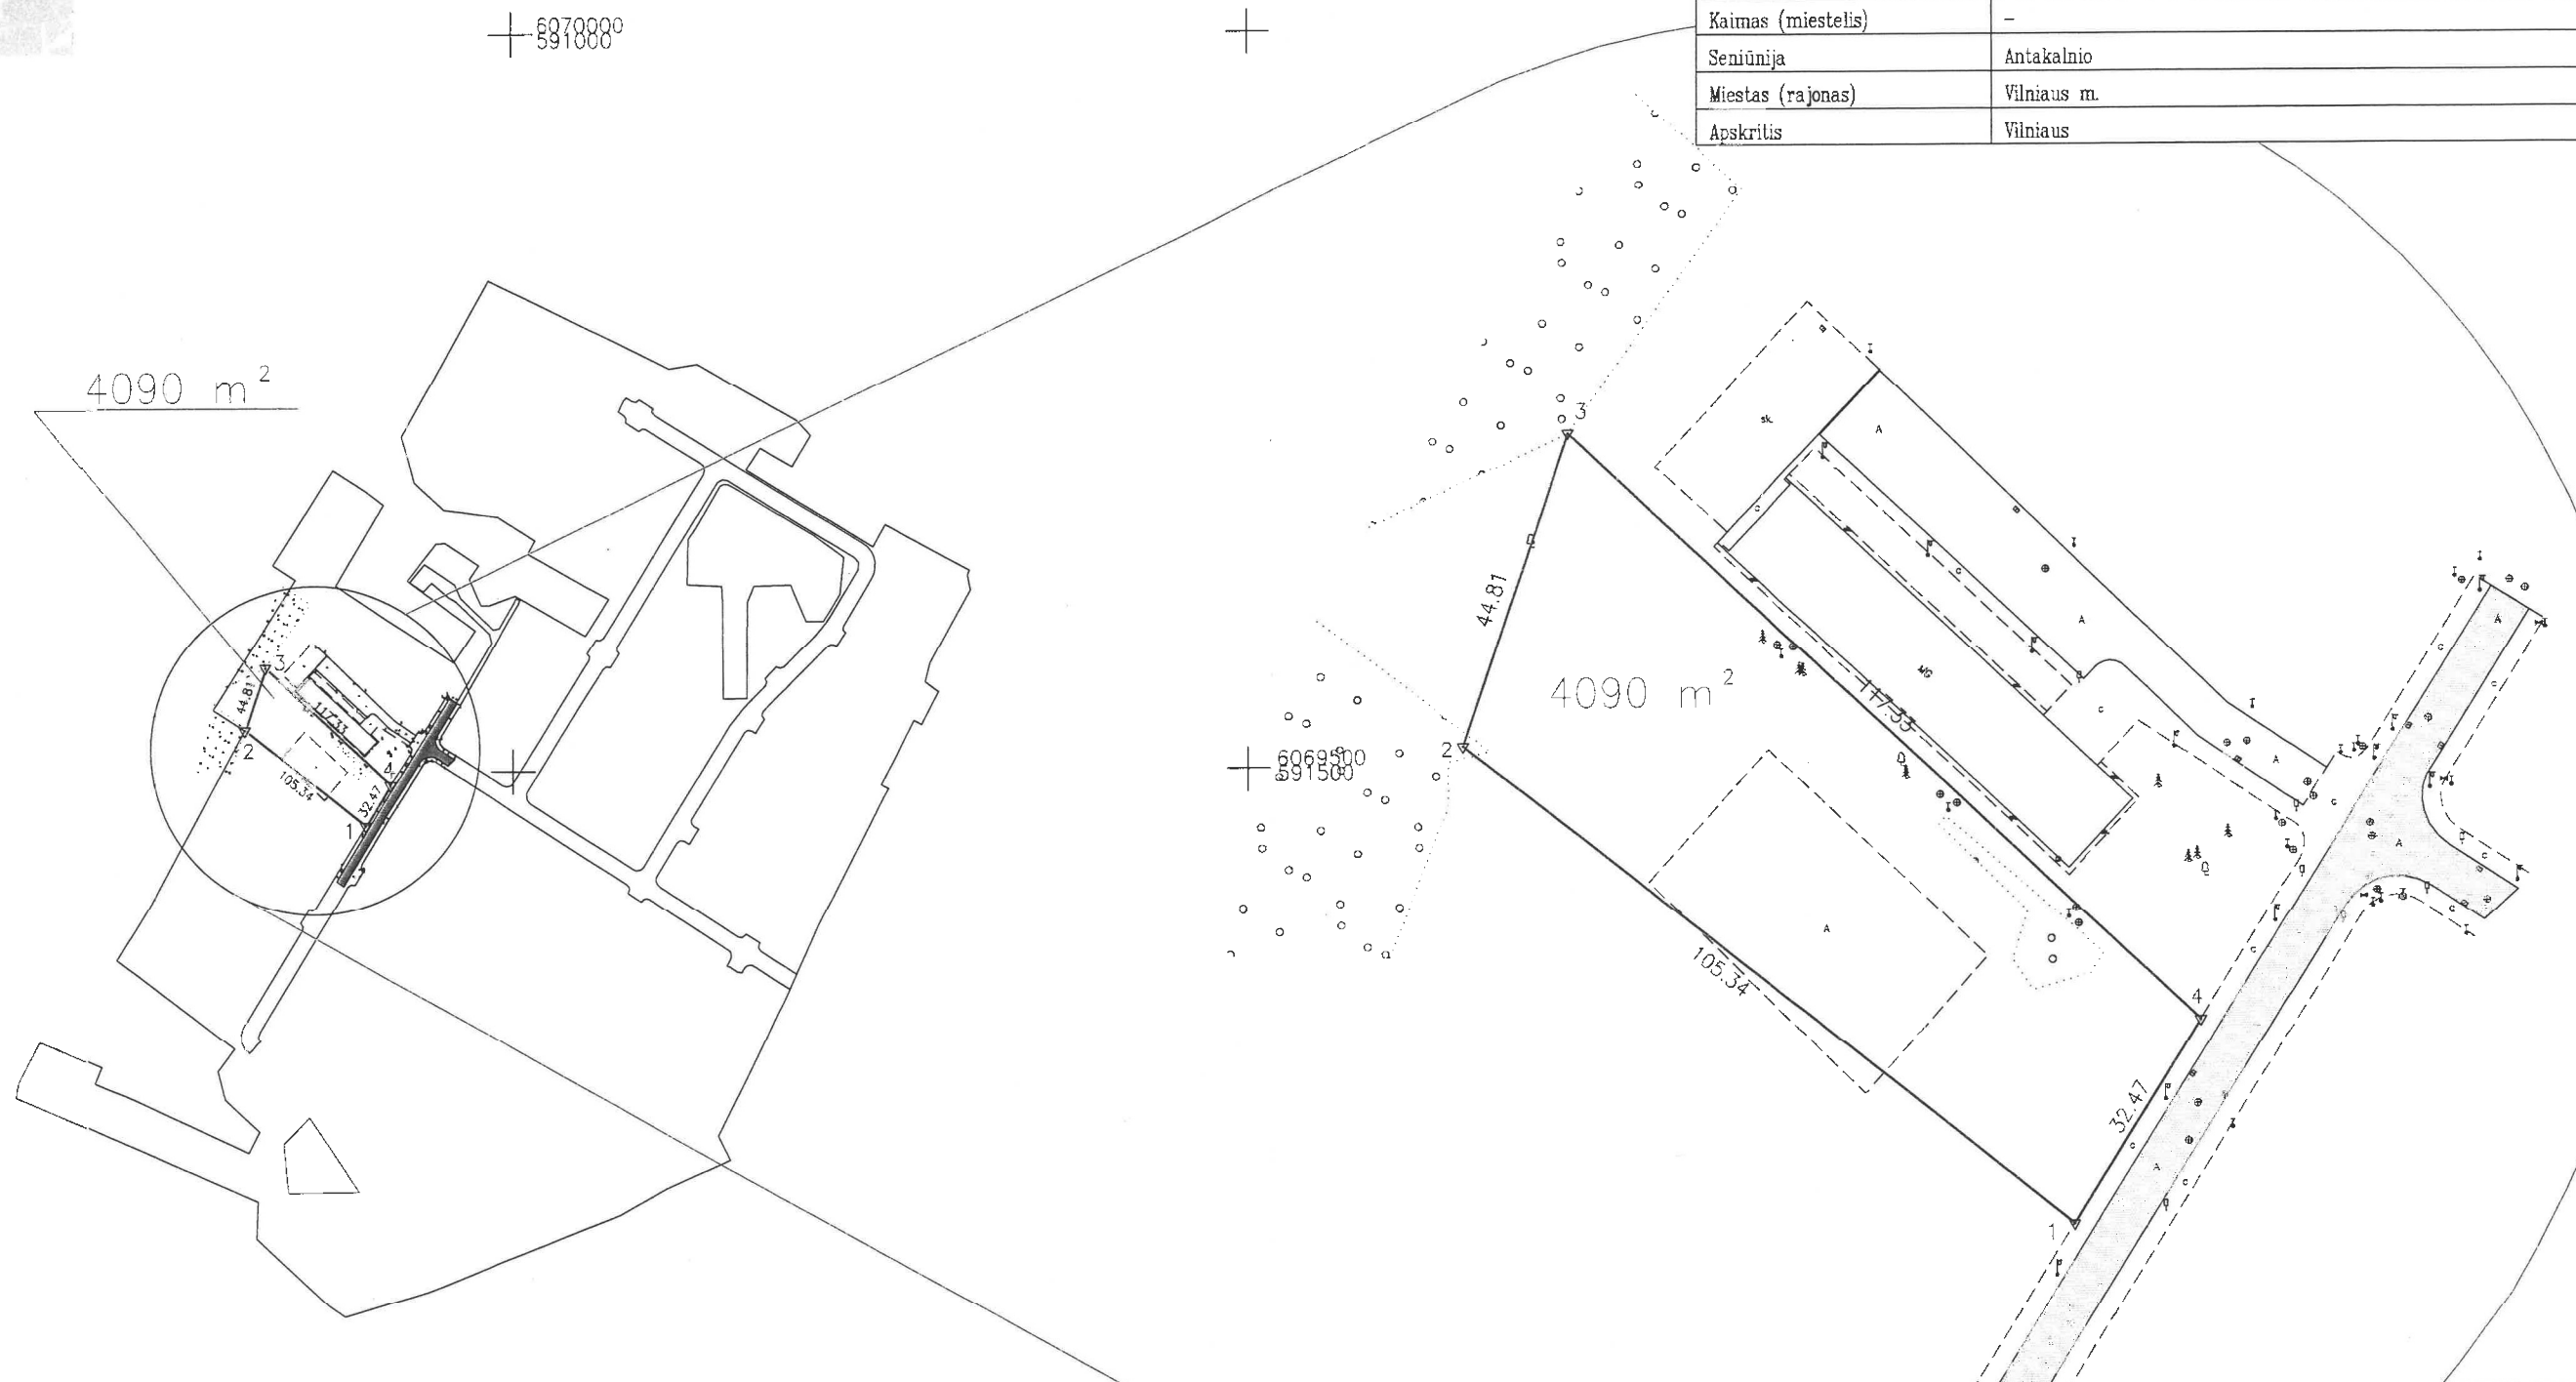 6070000
591000
Kaimas (miestelis) –
Seniūnija Antakalnio
Miestas (rajonas) Vilniaus m.
Apskritis Vilniaus
4090 m²
3
44.81
117.33
2
4
105.34
32.47
1
3
sk.
A
C
C
44.81
MG
A
4090 m²
117.33
C
A
C
C
2
6069500
591500
A
C
A
C
A
105.34
C
C
4
32.47
C
A
C
1